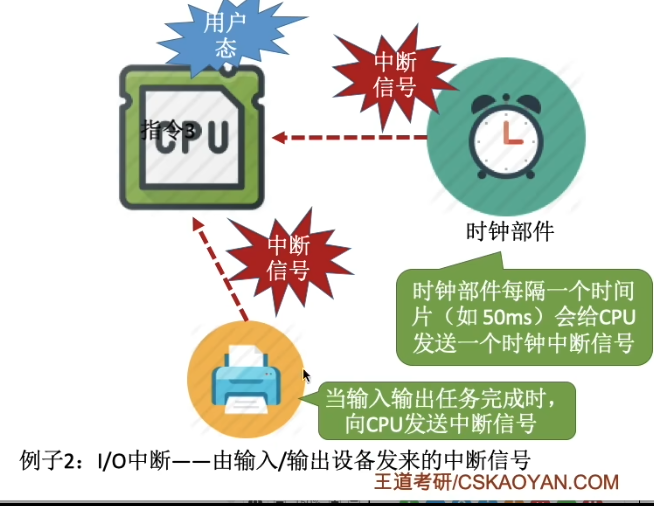 用户
态
中断
信号
指令3
CPU
时钟部件
中断
信号
时钟部件每隔一个时间
片（如 50ms）会给CPU
发送一个时钟中断信号
当输入输出任务完成时，
向CPU发送中断信号
例子2：I/O中断——由输入/输出设备发来的中断信号
王道考研/CSKAOYAN.COM